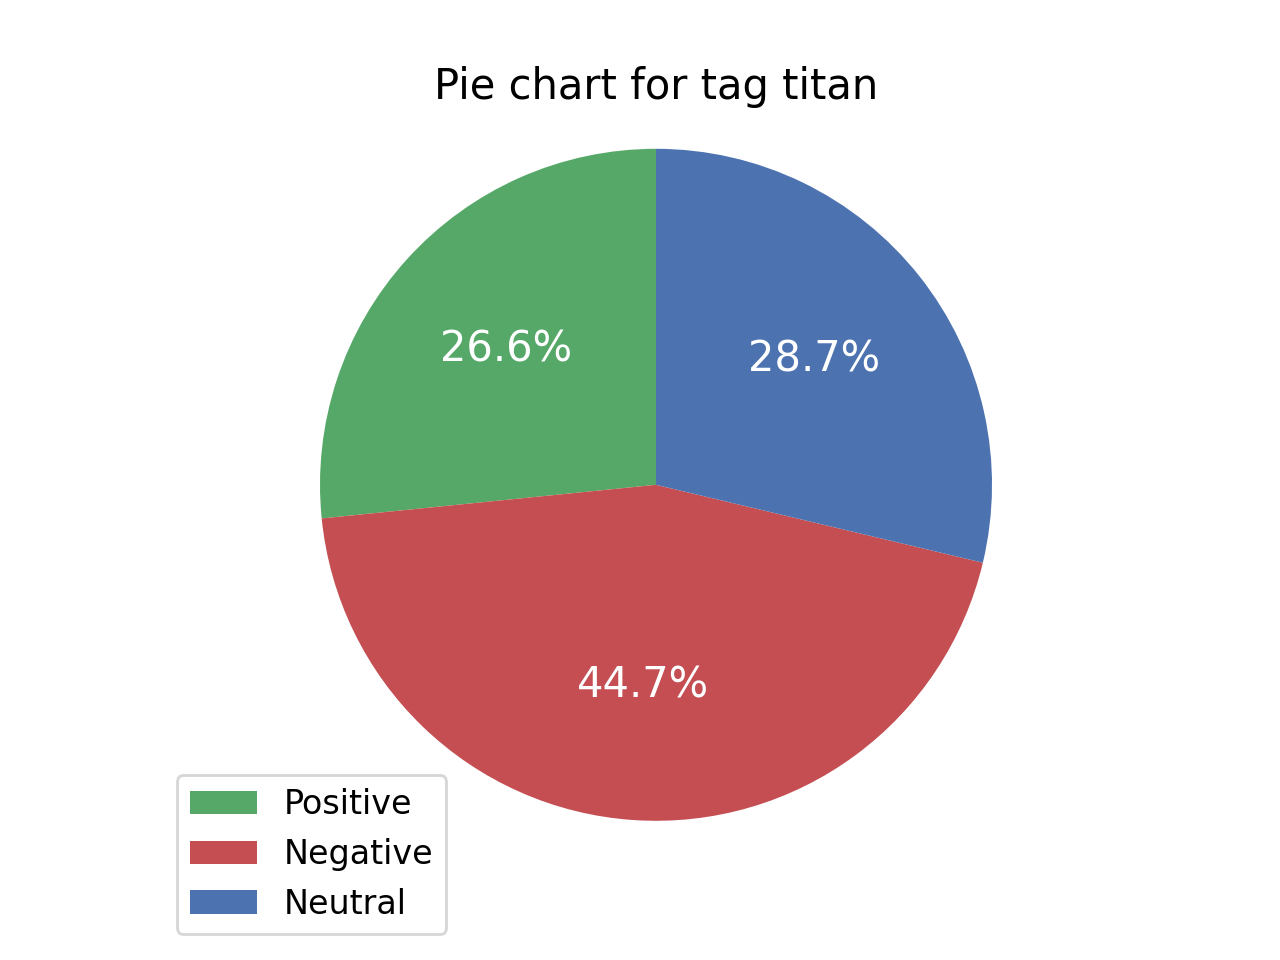 Pie chart for tag titan
26.6%
28.7%
44.7%
Positive
Negative
Neutral